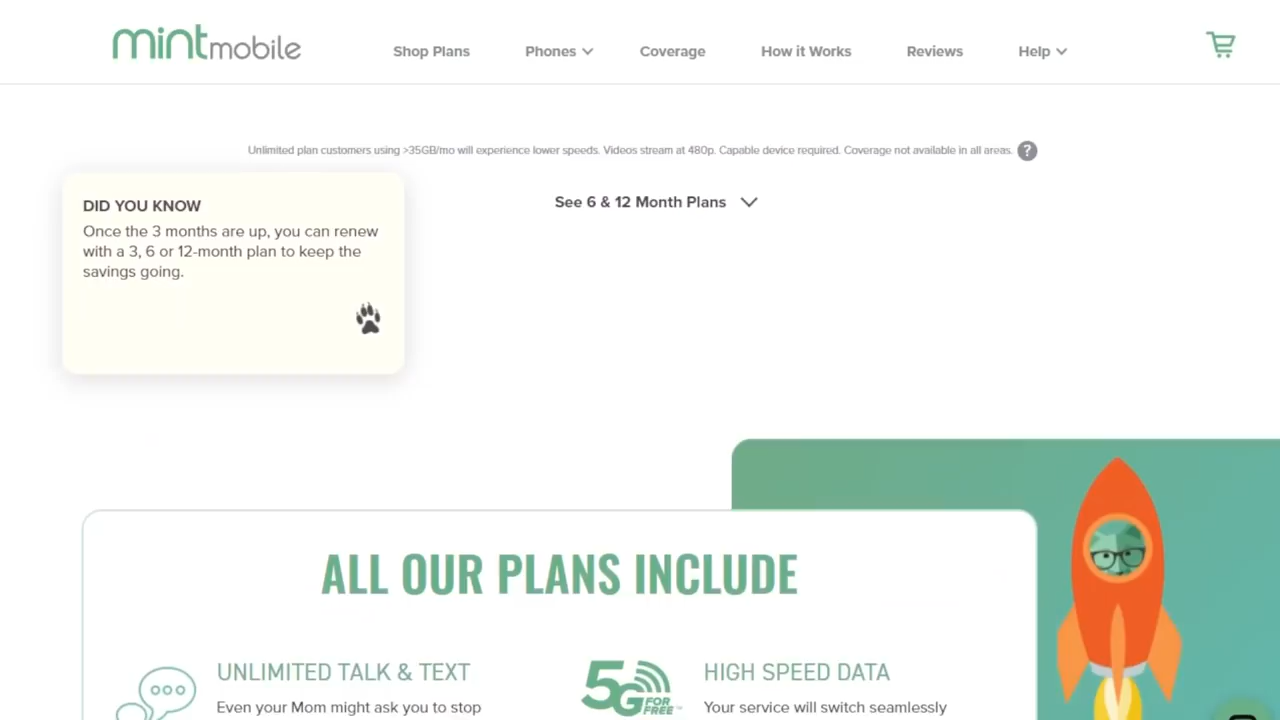 mintmobile
Shop Plans
Phones
Coverage
How it Works
Reviews
Help
Unlimited plan customers using >35GB/mo will experience lower speeds. Videos stream at 480p. Capable device required. Coverage not available in all areas. ?
DID YOU KNOW
Once the 3 months are up, you can renew
with a 3, 6 or 12-month plan to keep the
savings going.
See 6 & 12 Month Plans
ALL OUR PLANS INCLUDE
UNLIMITED TALK & TEXT
Even your Mom might ask you to stop
5G FOR
FREE™
HIGH SPEED DATA
Your service will switch seamlessly